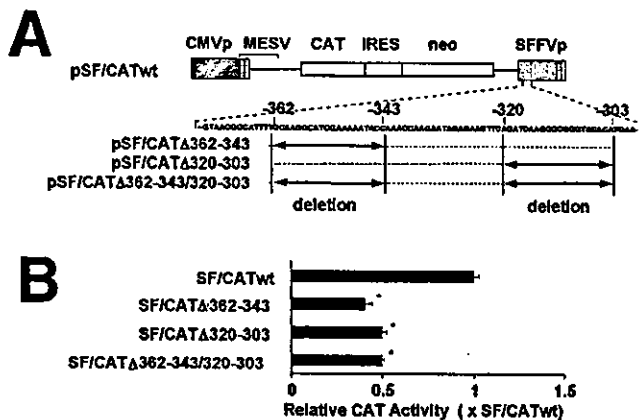 A
CMVp MESV CAT IRES neo SFFVp
pSF/CATwt
-362 -343 -320 -303
pSF/CATΔ362-343
pSF/CATΔ320-303
pSF/CATΔ362-343/320-303
deletion deletion
B
SF/CATwt
SF/CATΔ362-343
SF/CATΔ320-303
SF/CATΔ362-343/320-303
0 0.5 1 1.5
Relative CAT Activity ( x SF/CATwt)